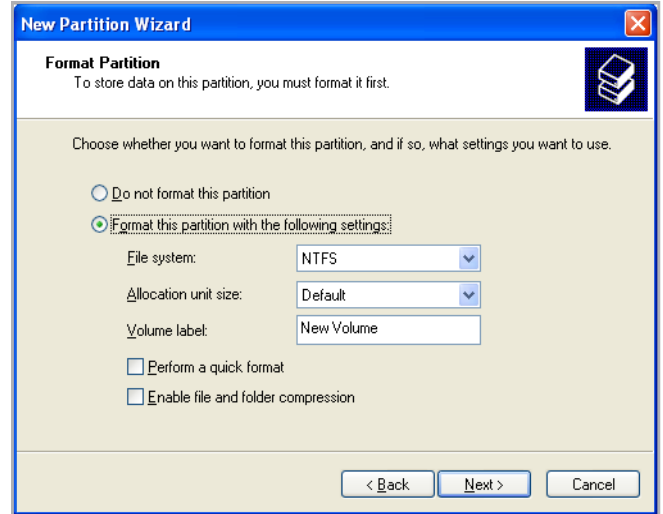 New Partition Wizard
Format Partition
To store data on this partition, you must format it first.
Choose whether you want to format this partition, and if so, what settings you want to use.
Do not format this partition
Format this partition with the following settings:
File system: NTFS
Allocation unit size: Default
Volume label: New Volume
Perform a quick format
Enable file and folder compression
< Back Next > Cancel